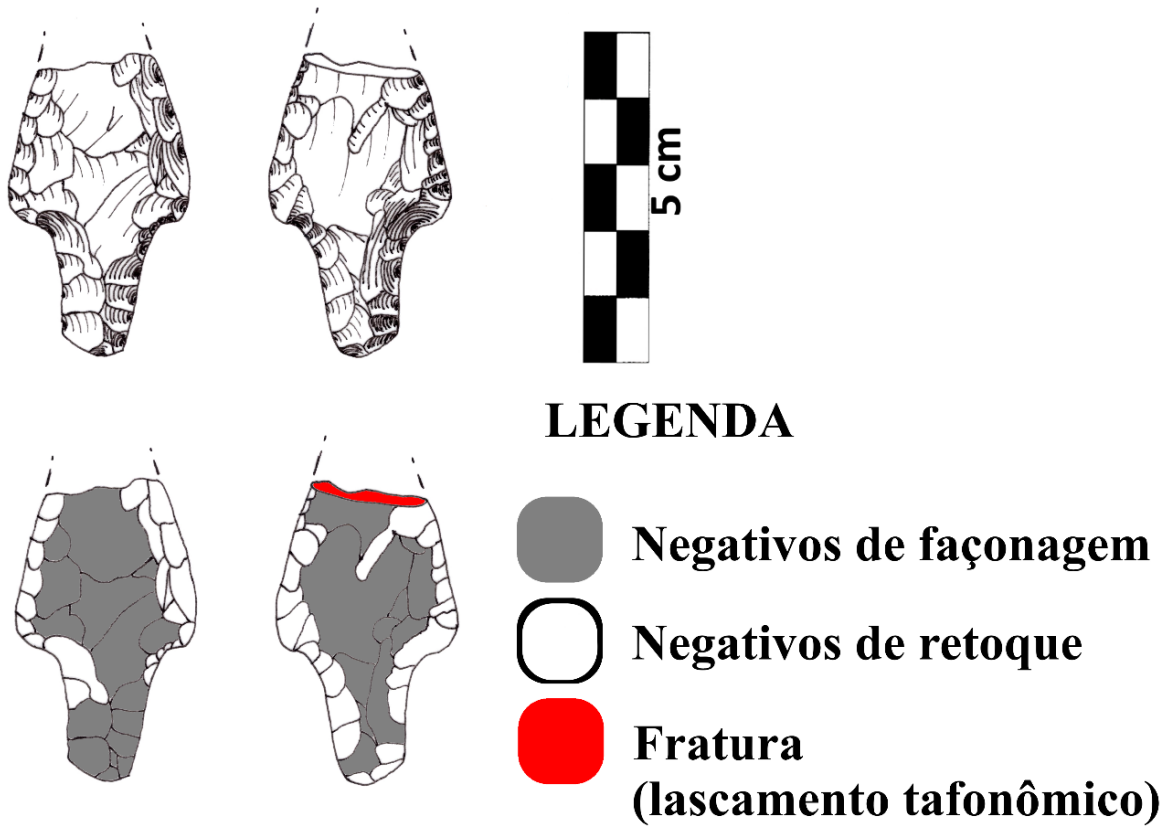 5 cm
LEGENDA
Negativos de façonagem
Negativos de retoque
Fratura
(lascamento tafonômico)